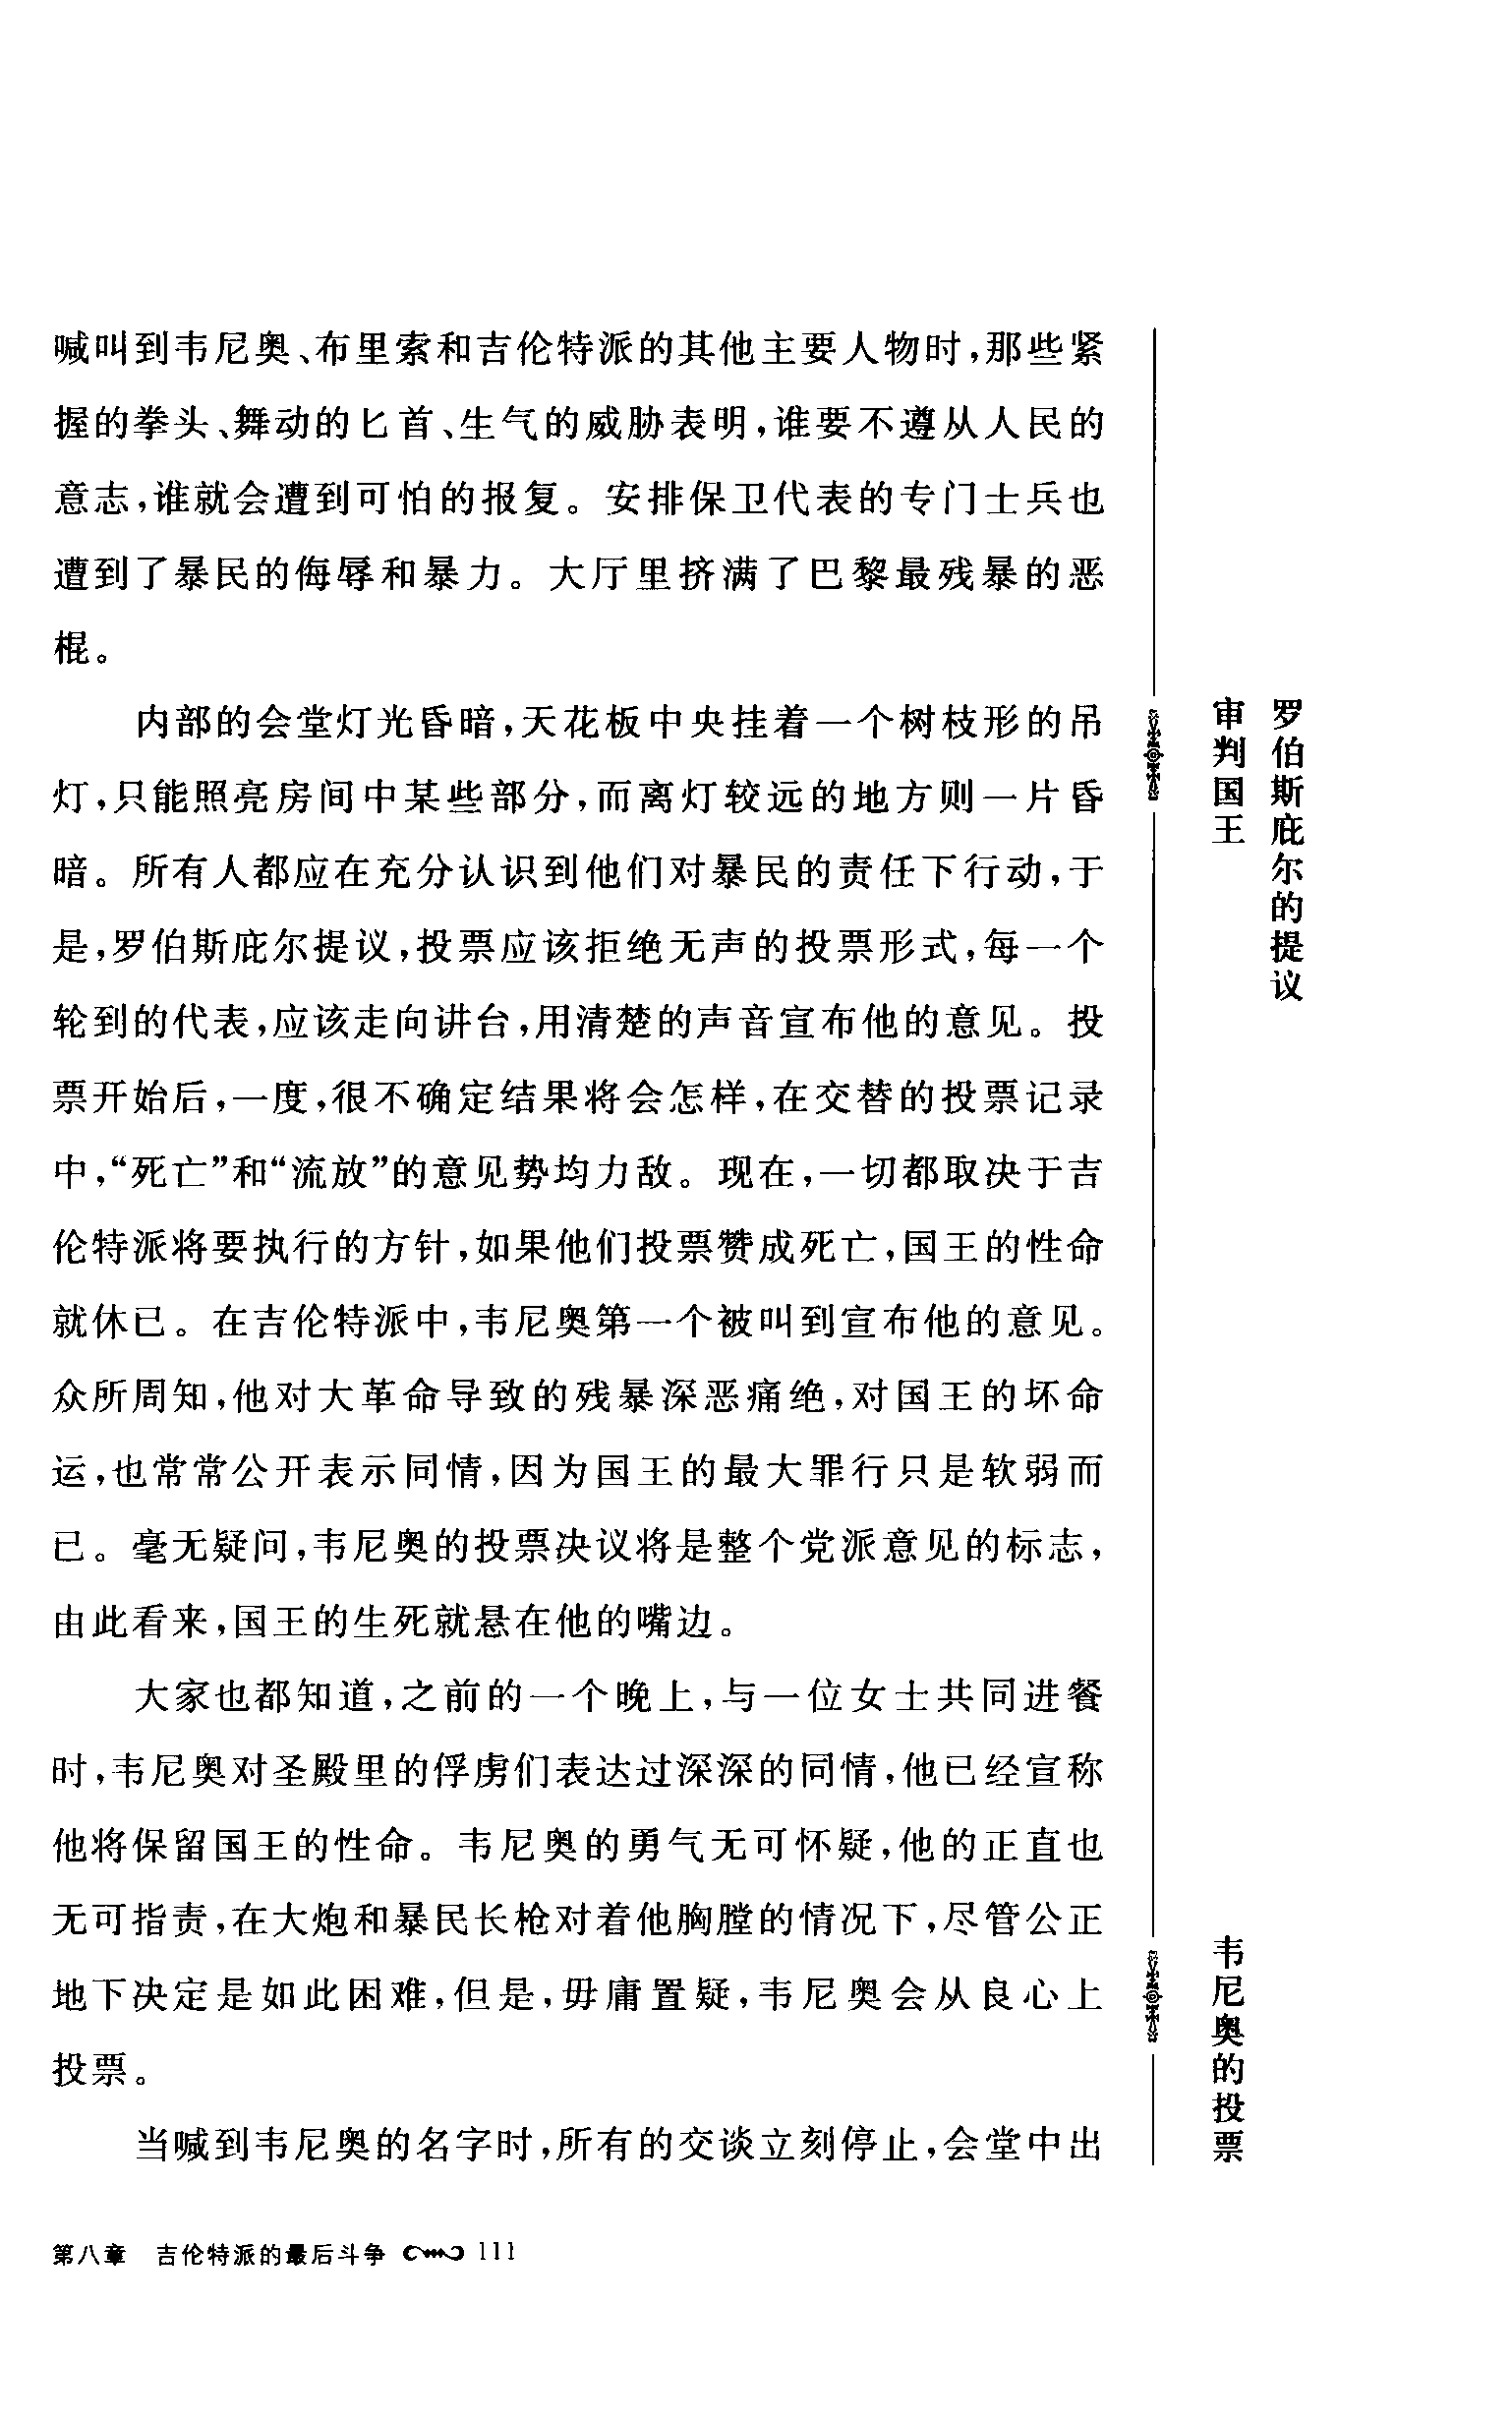 喊叫到韦尼奥、布里索和吉伦特派的其他主要人物时,那些紧
握的拳头、舞动的匕首、生气的威胁表明,谁要不遵从人民的
意志,谁就会遭到可怕的报复。安排保卫代表的专门士兵也
遭到了暴民的侮辱和暴力。大厅里挤满了巴黎最残暴的恶
棍。
内部的会堂灯光昏暗,天花板中央挂着一个树枝形的吊
灯,只能照亮房间中某些部分,而离灯较远的地方则一片昏
暗。所有人都应在充分认识到他们对暴民的责任下行动,于
是,罗伯斯庇尔提议,投票应该拒绝无声的投票形式,每一个
轮到的代表,应该走向讲台,用清楚的声音宣布他的意见。投
票开始后,一度,很不确定结果将会怎样,在交替的投票记录
中,“死亡”和“流放”的意见势均力敌。现在,一切都取决于吉
伦特派将要执行的方针,如果他们投票赞成死亡,国王的性命
就休已。在吉伦特派中,韦尼奥第一个被叫到宣布他的意见。
众所周知,他对大革命导致的残暴深恶痛绝,对国王的坏命
运,也常常公开表示同情,因为国王的最大罪行只是软弱而
已。毫无疑问,韦尼奥的投票决议将是整个党派意见的标志,
由此看来,国王的生死就悬在他的嘴边。
大家也都知道,之前的一个晚上,与一位女士共同进餐
时,韦尼奥对圣殿里的俘虏们表达过深深的同情,他已经宣称
他将保留国王的性命。韦尼奥的勇气无可怀疑,他的正直也
无可指责,在大炮和暴民长枪对着他胸膛的情况下,尽管公正
地下决定是如此困难,但是,毋庸置疑,韦尼奥会从良心上
投票。
当喊到韦尼奥的名字时,所有的交谈立刻停止,会堂中出
罗伯斯庇尔的提议
审判国王
韦尼奥的投票
第八章 吉伦特派的最后斗争 111